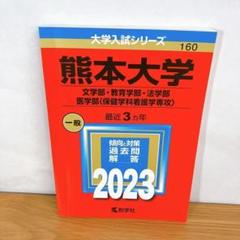 大学入試シリーズ
160
熊本大学
文学部・教育学部・法学部
医学部〈保健学科看護学専攻〉
一般
最近3カ年
傾向と対策
過去問
解答
2023
教学社